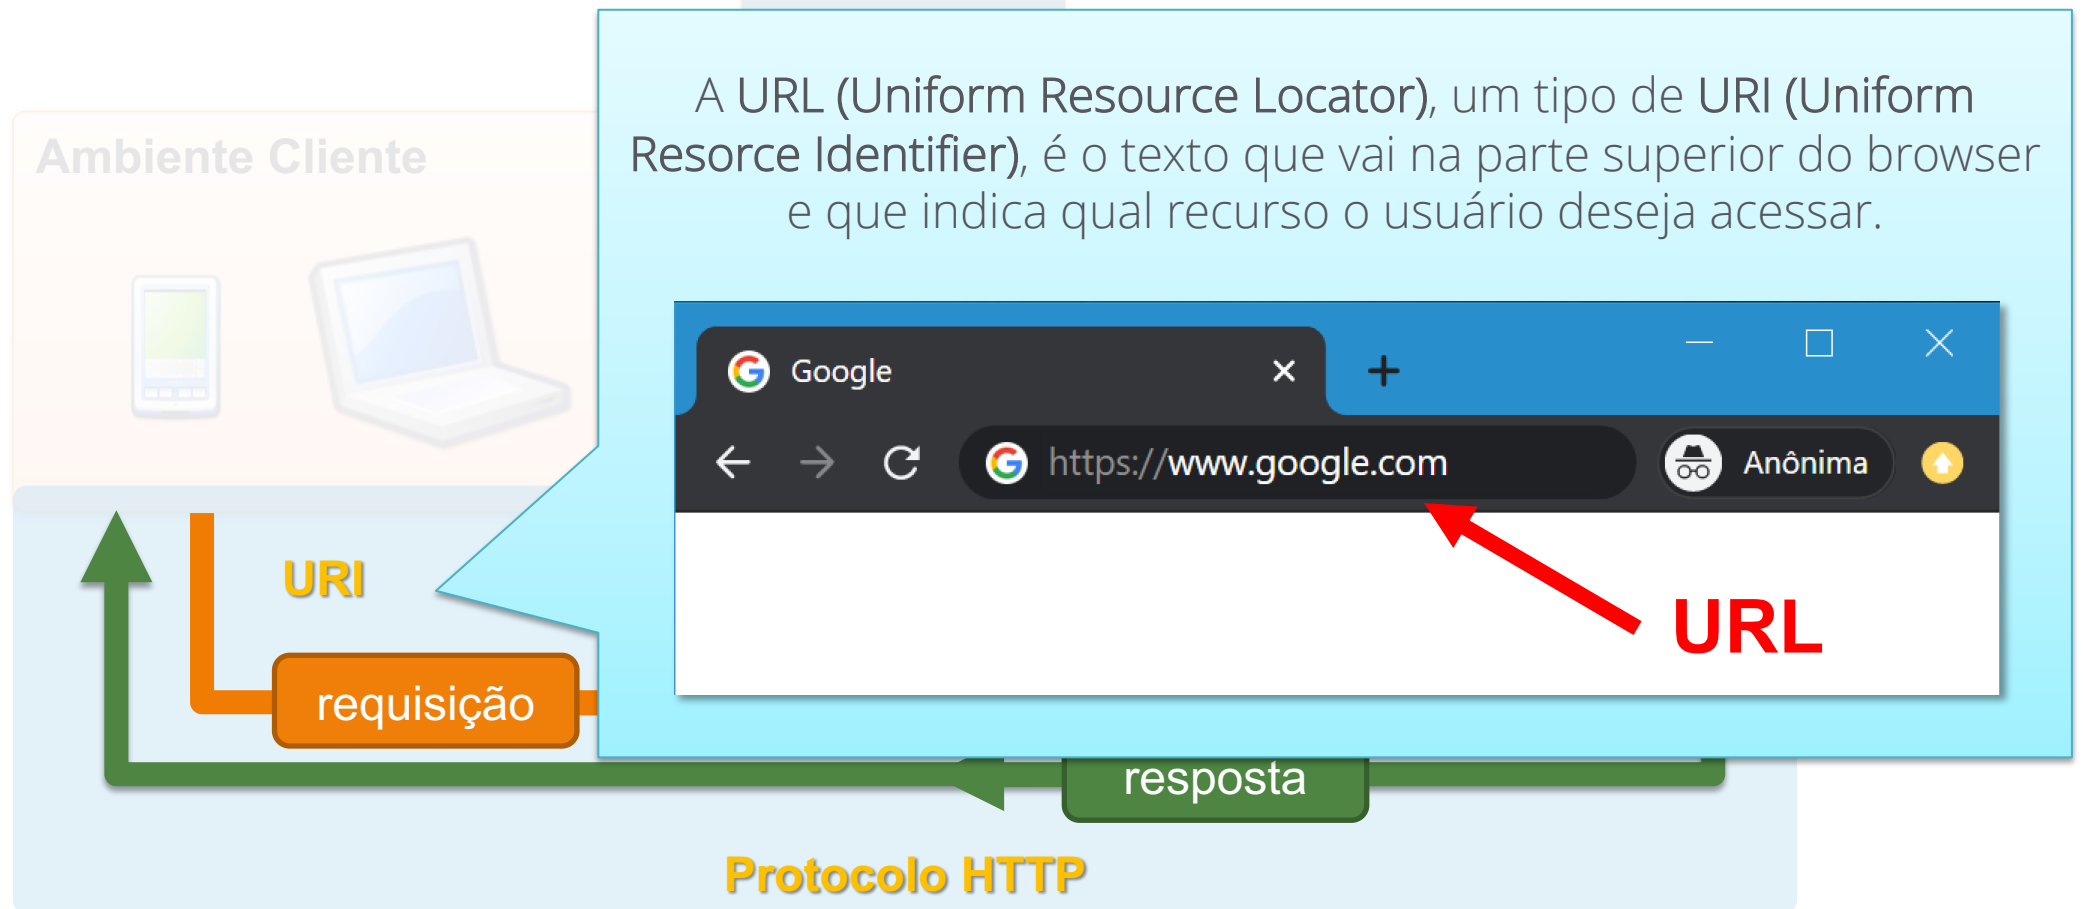 A URL (Uniform Resource Locator), um tipo de URI (Uniform
Resorce Identifier), é o texto que vai na parte superior do browser
e que indica qual recurso o usuário deseja acessar.
Ambiente Cliente
Google
https://www.google.com
Anônima
URL
URI
requisição
resposta
Protocolo HTTP